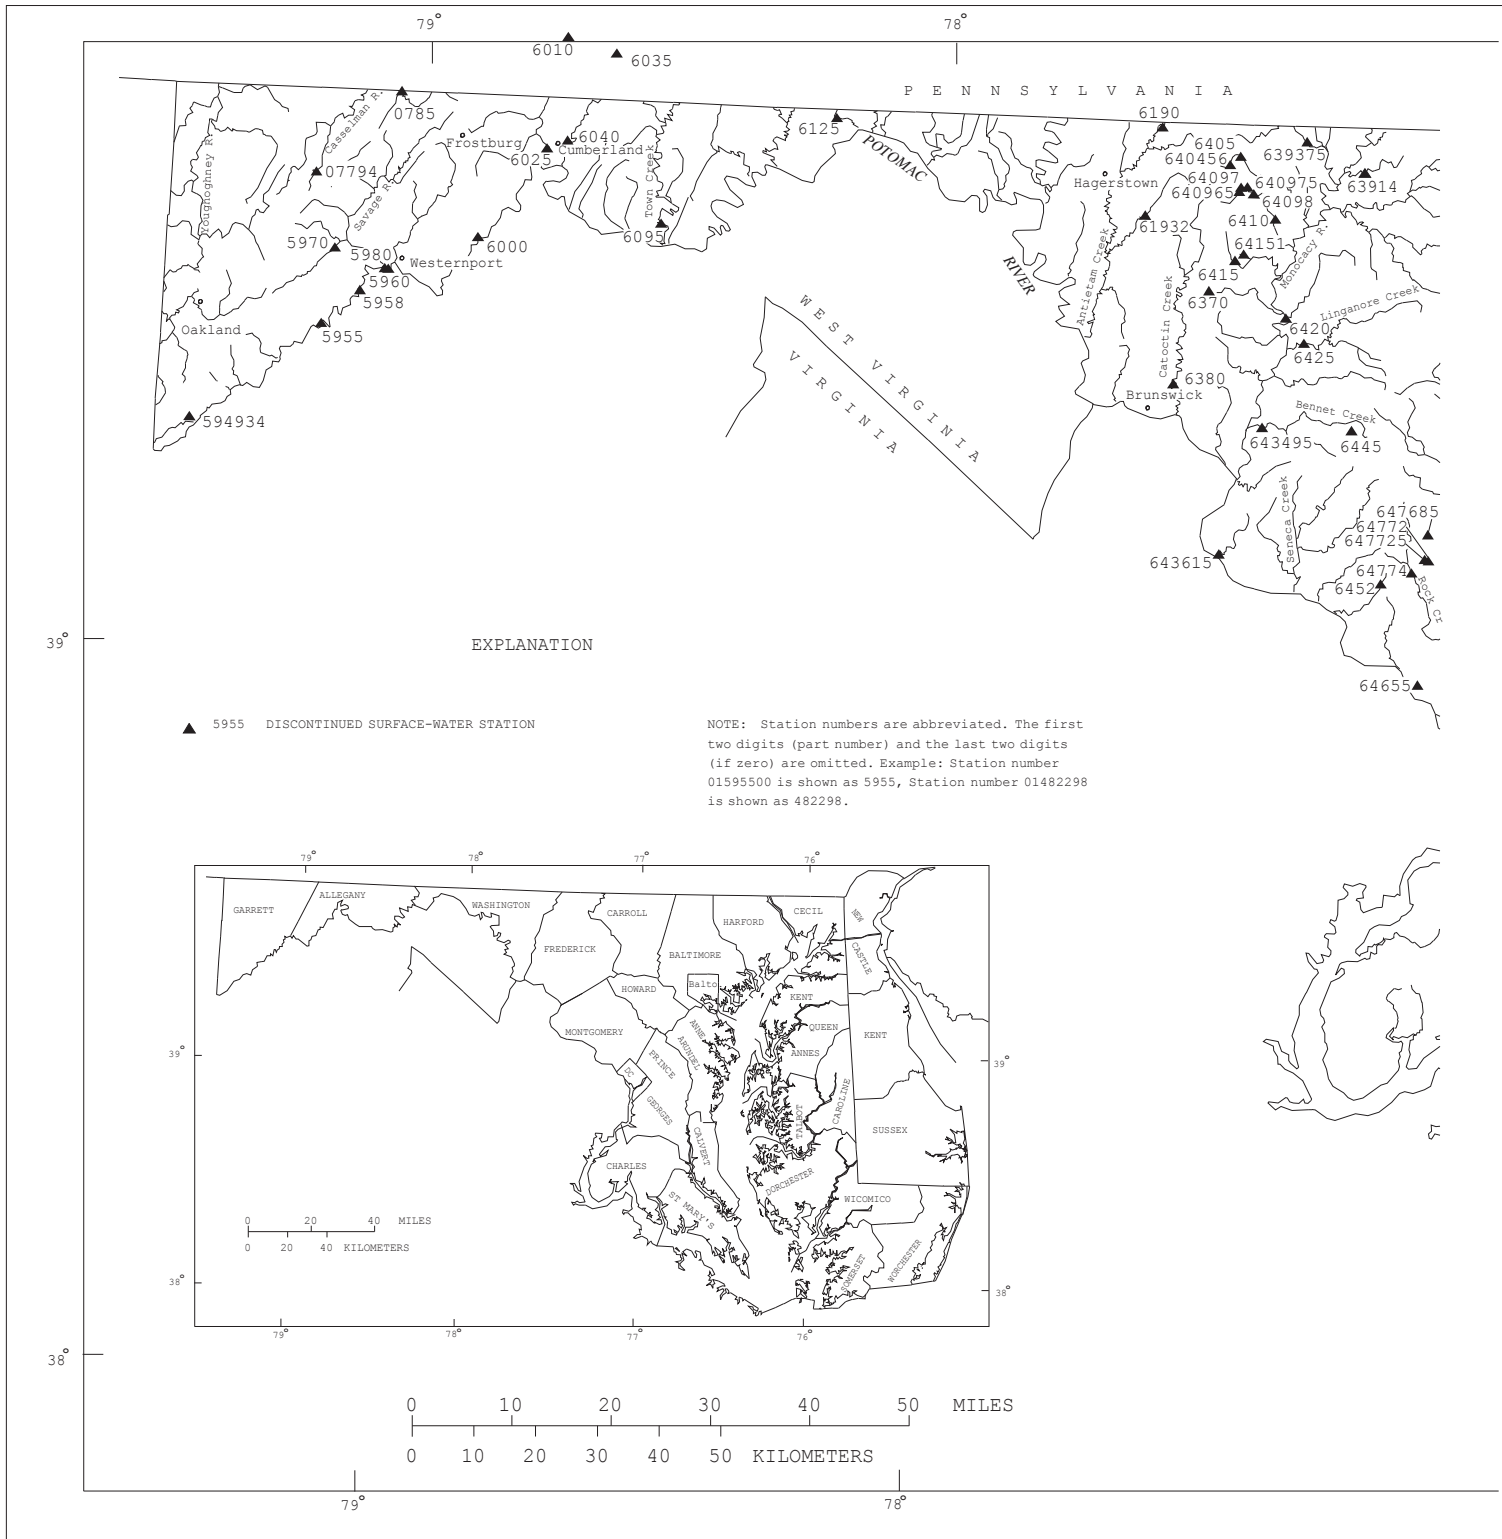 79°
78°
6010
6035
PENNSYLVANIA
0785
Casselman R.
Youghiogheny R.
07794
Savage R.
Frostburg
6040
6025
Cumberland
Town Creek
6095
6125
POTOMAC
RIVER
6190
6405
640456
64097
640965
640975
64098
639375
63914
Hagerstown
61932
6410
64151
6415
Monocacy R.
6370
Antietam Creek
Catoctin Creek
Linganore Creek
6420
6425
5970
5980
5960
5958
Westernport
6000
Oakland
5955
594934
WEST VIRGINIA
VIRGINIA
6380
Brunswick
Bennet Creek
643495
6445
Seneca Creek
647685
64772
647725
643615
64774
6452
Rock Cr
64655
39°
EXPLANATION
5955 DISCONTINUED SURFACE-WATER STATION
NOTE: Station numbers are abbreviated. The first
two digits (part number) and the last two digits
(if zero) are omitted. Example: Station number
01595500 is shown as 5955, Station number 01482298
is shown as 482298.
79°
78°
77°
76°
GARRETT
ALLEGANY
WASHINGTON
FREDERICK
CARROLL
BALTIMORE
HARFORD
CECIL
NEW
CASTLE
Balto
HOWARD
MONTGOMERY
KENT
QUEEN
ANNES
KENT
ANNE
ARUNDEL
PRINCE
GEORGES
DC
39°
39°
TALBOT
CAROLINE
SUSSEX
CALVERT
CHARLES
ST MARY'S
DORCHESTER
WICOMICO
SOMERSET
WORCHESTER
0 20 40 MILES
0 20 40 KILOMETERS
38°
38°
79°
78°
77°
76°
38°
0 10 20 30 40 50 MILES
0 10 20 30 40 50 KILOMETERS
79°
78°